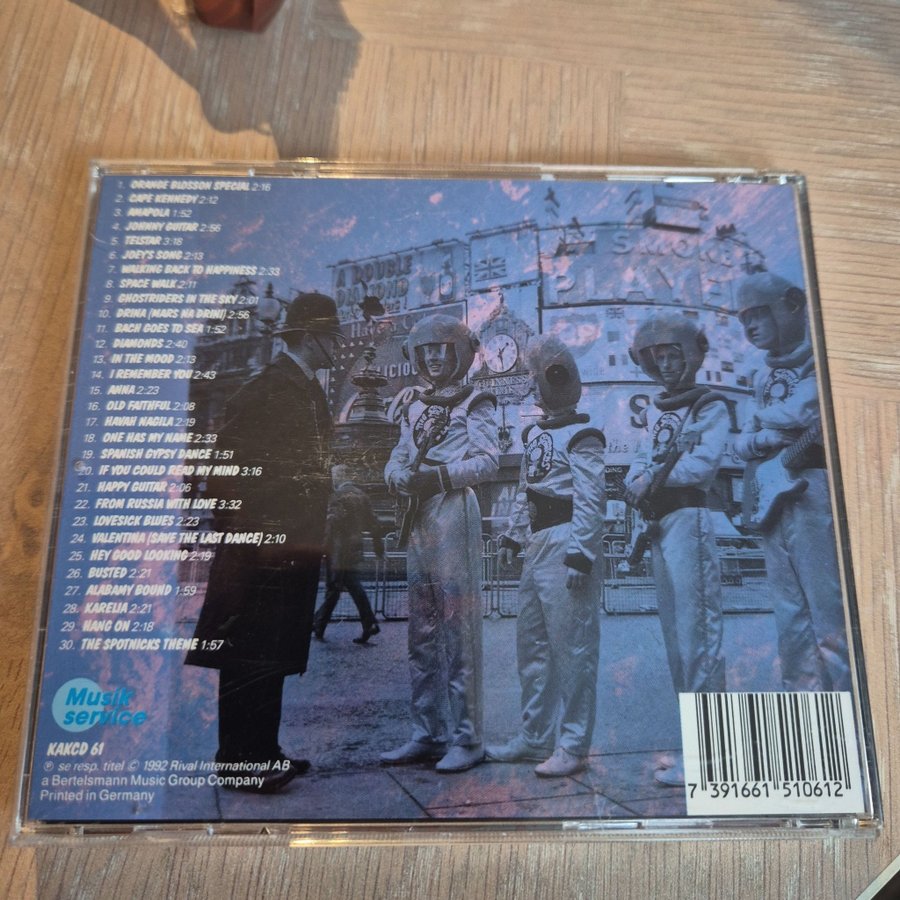 1. ORANGE BLOSSON SPECIAL 2:16
2. CAPE KENNEDY 2:12
3. AMAPOLA 1:52
4. JOHNNY GUITAR 2:56
5. TELSTAR 3:18
6. JOEY'S SONG 2:13
7. WALKING BACK TO HAPPINESS 2:33
8. SPACE WALK 2:11
9. GHOSTRIDERS IN THE SKY 2:01
10. DRINA (MARS NA DRINI) 2:56
11. BACH GOES TO SEA 1:52
12. DIAMONDS 2:40
13. IN THE MOOD 2:13
14. I REMEMBER YOU 2:43
15. ANNA 2:23
16. OLD FAITHFUL 2:08
17. HAVAH NAGILA 2:19
18. ONE HAS MY NAME 2:33
19. SPANISH GYPSY DANCE 1:51
20. IF YOU COULD READ MY MIND 3:16
21. HAPPY GUITAR 2:06
22. FROM RUSSIA WITH LOVE 3:32
23. LOVESICK BLUES 2:23
24. VALENTINA (SAVE THE LAST DANCE) 2:10
25. HEY GOOD LOOKING 2:19
26. BUSTED 2:21
27. ALABAMY BOUND 1:59
28. KARELIA 2:21
29. HANG ON 2:18
30. THE SPOTNICKS THEME 1:57
A DOUBLE
DIAMOND
SMOKE
PLAYE
Musik
service
KAKCD 61
℗ se resp. titel © 1992 Rival International AB
a Bertelsmann Music Group Company
Printed in Germany
7 391661 510612